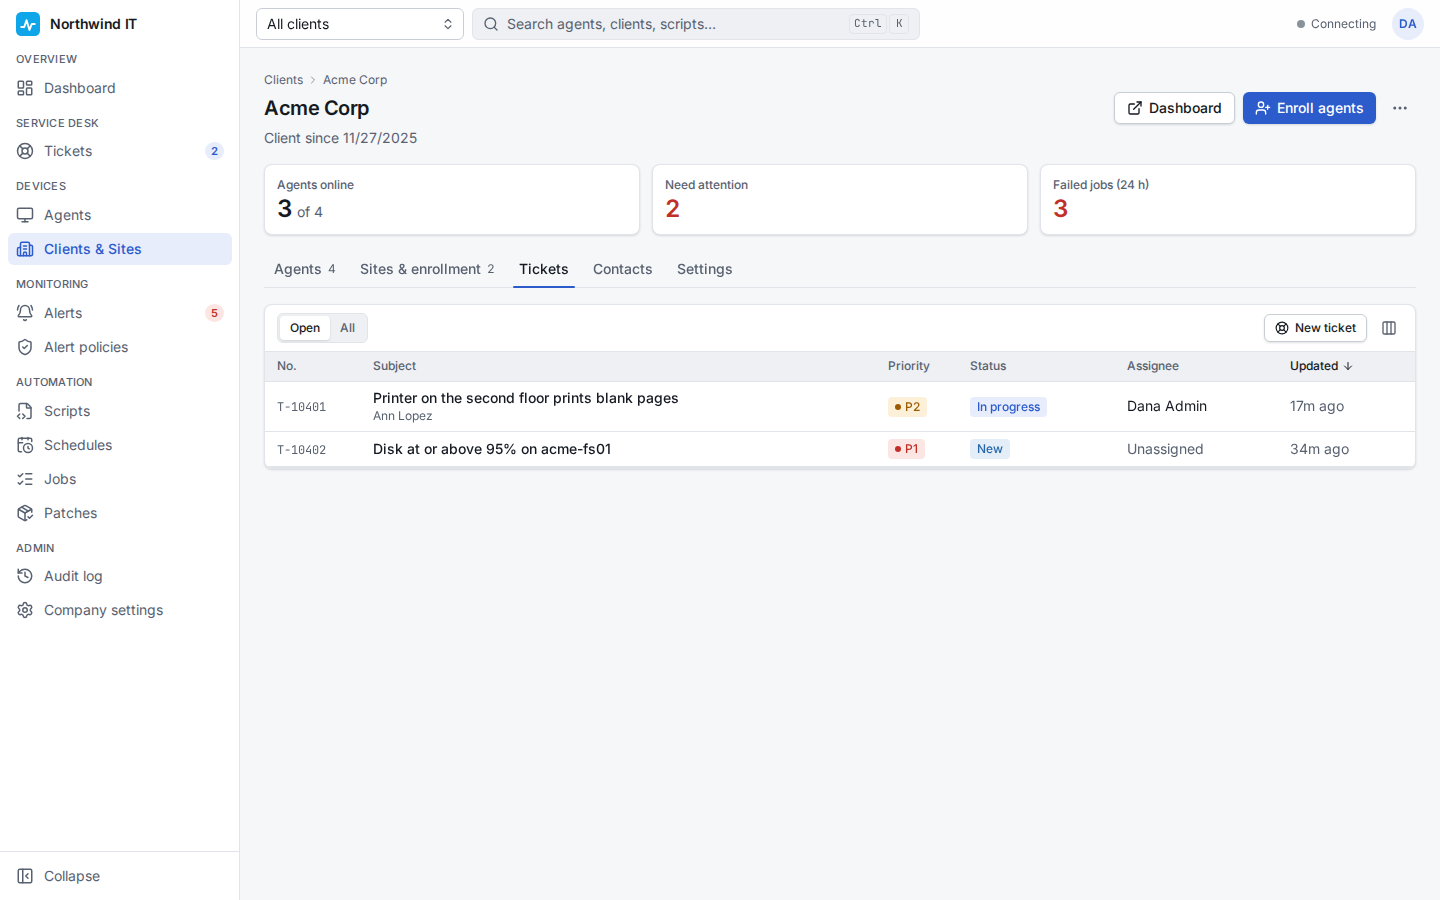 Northwind IT
OVERVIEW
Dashboard
SERVICE DESK
Tickets 2
DEVICES
Agents
Clients & Sites
MONITORING
Alerts 5
Alert policies
AUTOMATION
Scripts
Schedules
Jobs
Patches
ADMIN
Audit log
Company settings
Collapse
All clients
Search agents, clients, scripts... Ctrl K
Connecting
DA
Clients > Acme Corp
Acme Corp
Client since 11/27/2025
Dashboard
Enroll agents
Agents online
3 of 4
Need attention
2
Failed jobs (24 h)
3
Agents 4 Sites & enrollment 2 Tickets Contacts Settings
Open All
New ticket
No. Subject Priority Status Assignee Updated ↓
T-10401 Printer on the second floor prints blank pages P2 In progress Dana Admin 17m ago
Ann Lopez
T-10402 Disk at or above 95% on acme-fs01 P1 New Unassigned 34m ago